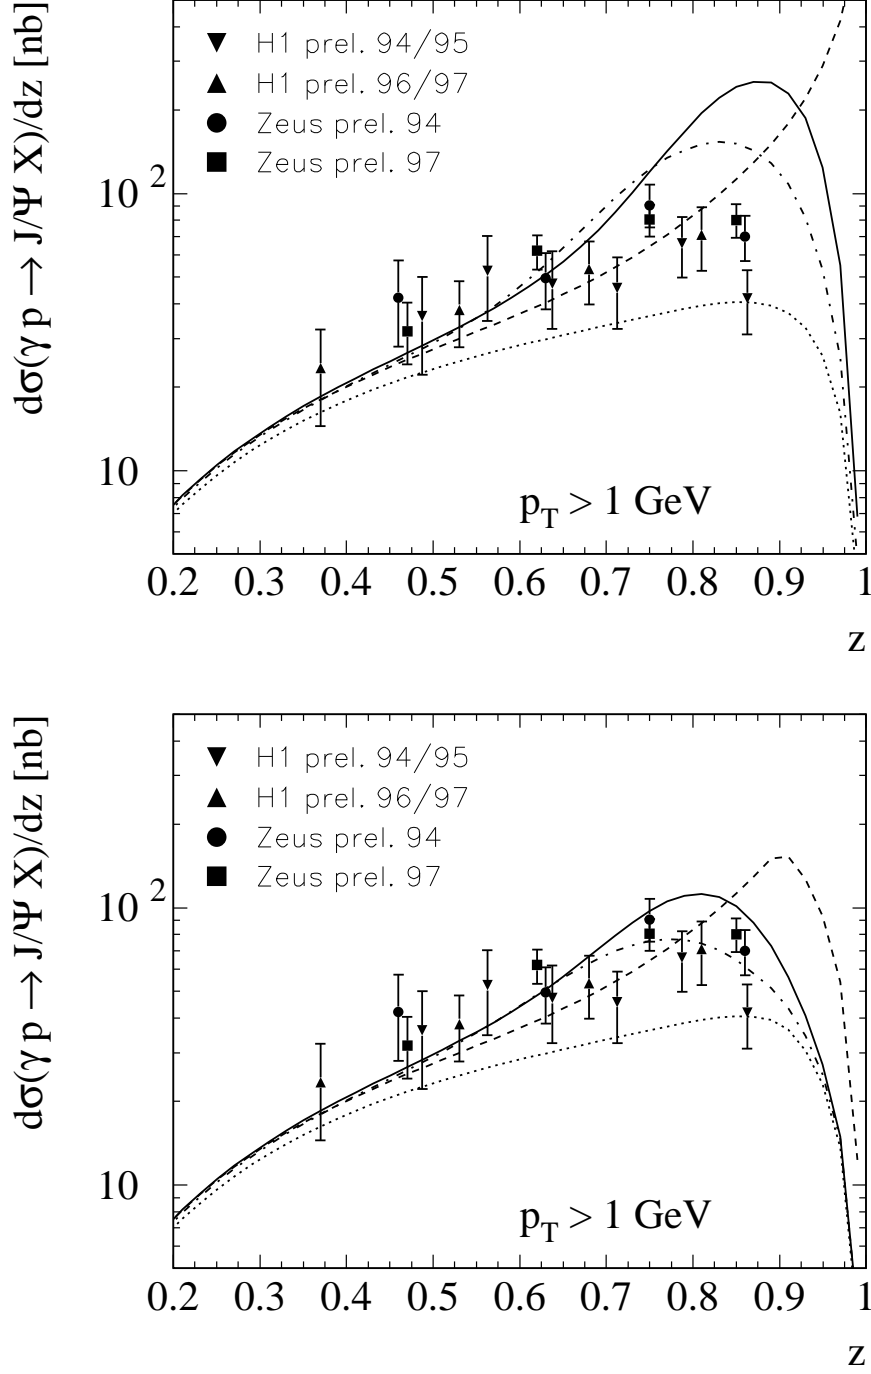 dσ(γ p → J/Ψ X)/dz [nb]
H1 prel. 94/95
H1 prel. 96/97
Zeus prel. 94
Zeus prel. 97
10 2
10
p_T > 1 GeV
0.2 0.3 0.4 0.5 0.6 0.7 0.8 0.9 1
z
dσ(γ p → J/Ψ X)/dz [nb]
H1 prel. 94/95
H1 prel. 96/97
Zeus prel. 94
Zeus prel. 97
10 2
10
p_T > 1 GeV
0.2 0.3 0.4 0.5 0.6 0.7 0.8 0.9 1
z